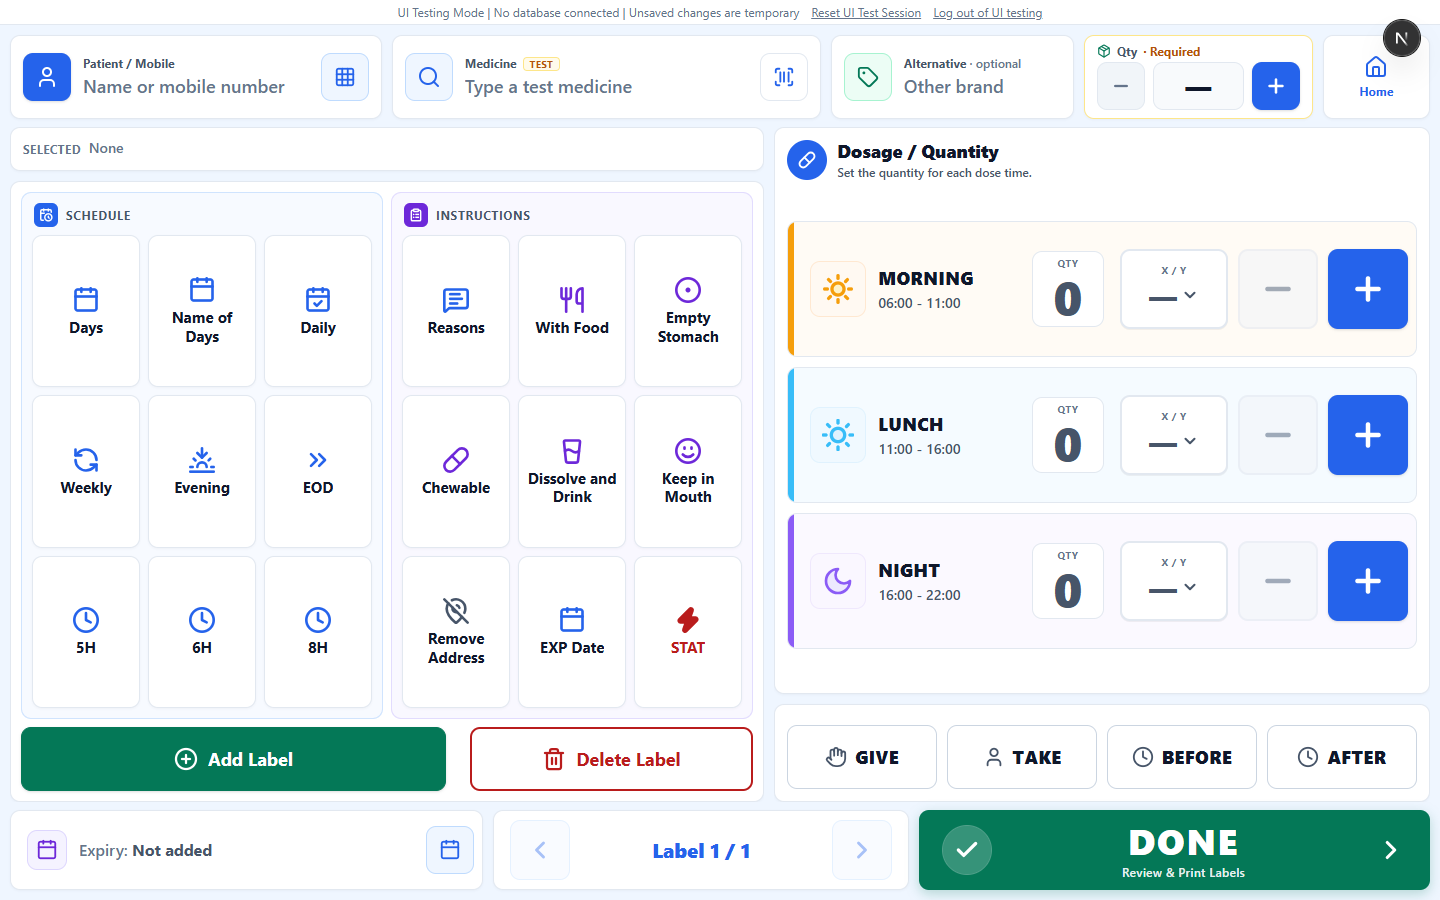 UI Testing Mode | No database connected | Unsaved changes are temporary Reset UI Test Session Log out of UI testing
Patient / Mobile
Name or mobile number
Medicine TEST
Type a test medicine
Alternative · optional
Other brand
Qty · Required
—
N
Home
SELECTED None
SCHEDULE
Days
Name of
Days
Daily
Weekly
Evening
EOD
5H
6H
8H
INSTRUCTIONS
Reasons
With Food
Empty
Stomach
Chewable
Dissolve and
Drink
Keep in
Mouth
Remove
Address
EXP Date
STAT
Add Label
Delete Label
Dosage / Quantity
Set the quantity for each dose time.
MORNING
06:00 - 11:00
QTY
0
X / Y
—
LUNCH
11:00 - 16:00
QTY
0
X / Y
—
NIGHT
16:00 - 22:00
QTY
0
X / Y
—
GIVE
TAKE
BEFORE
AFTER
Expiry: Not added
Label 1 / 1
DONE
Review & Print Labels